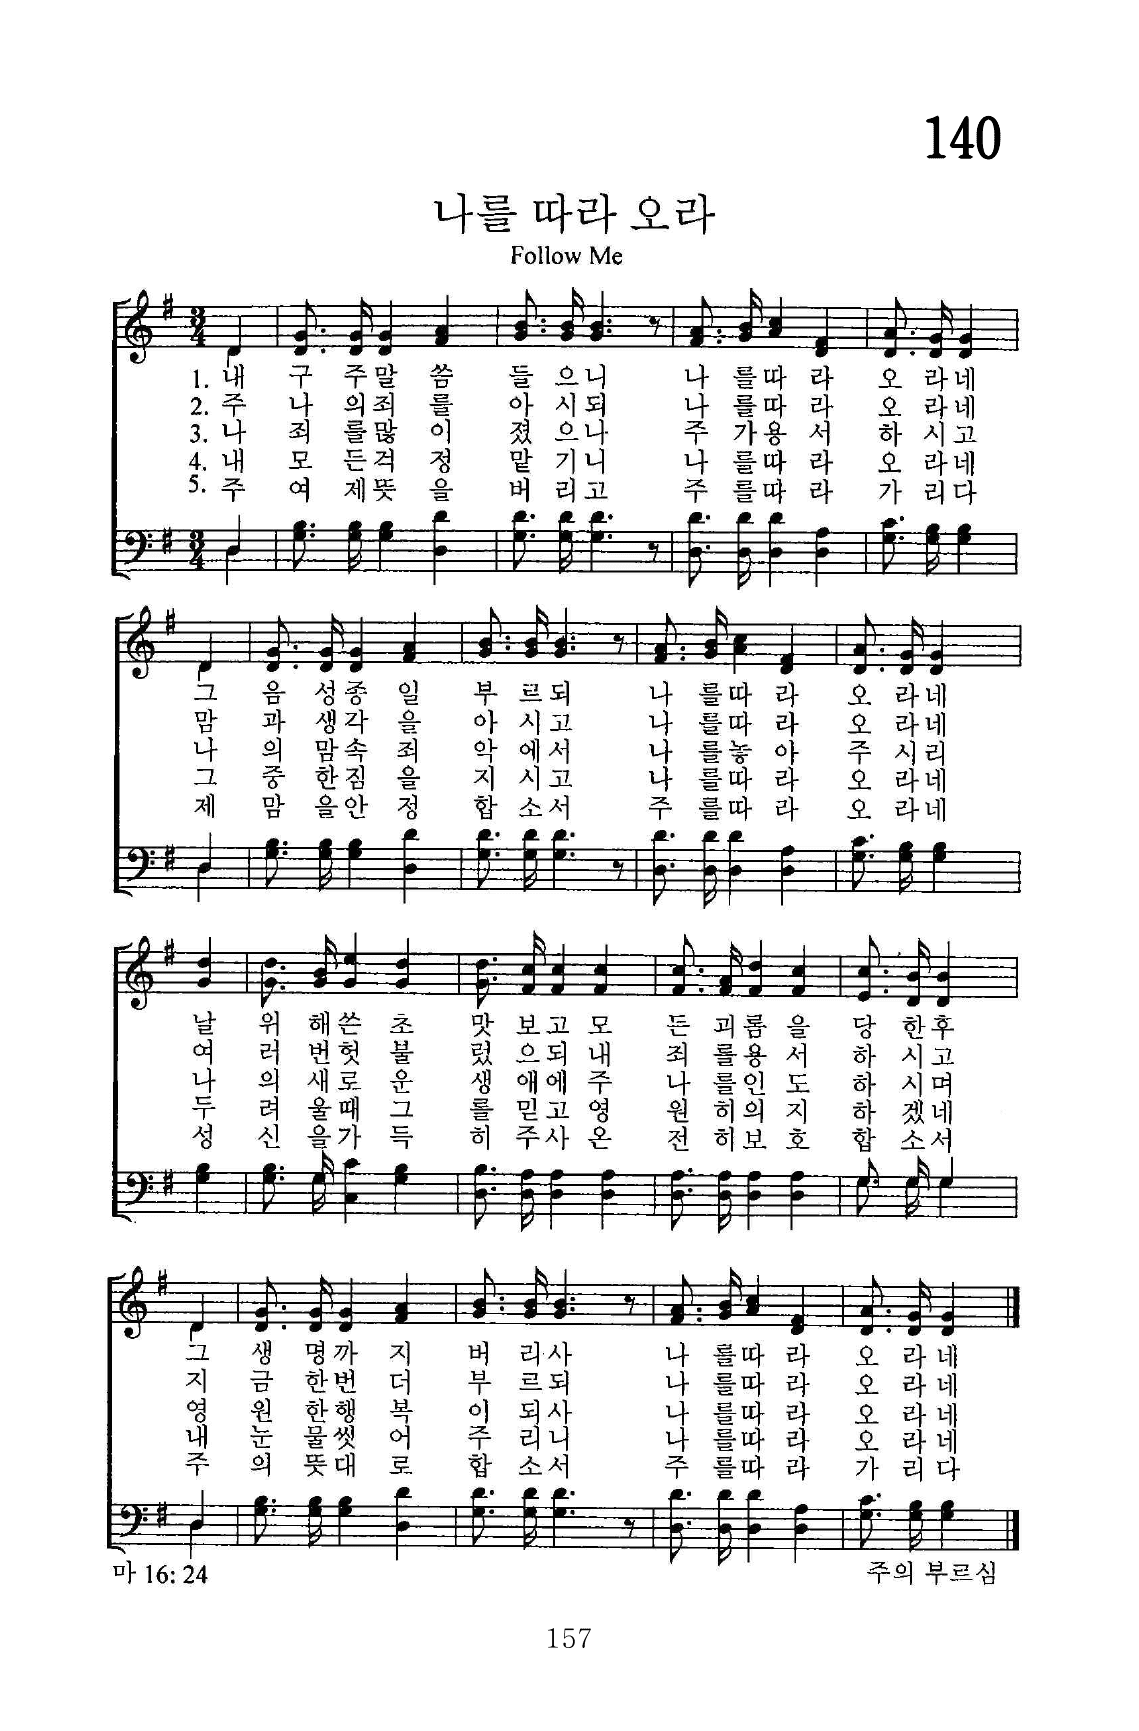 140
나를 따라 오라
Follow Me
1. 내 구 주 말 씀 들 으 니 나 를 따 라 오 라 네
2. 주 나 의 죄 를 아 시 되 나 를 따 라 오 라 네
3. 나 죄 를 많 이 졌 으 나 주 가 용 서 하 시 고
4. 내 모 든 걱 정 맡 기 니 나 를 따 라 오 라 네
5. 주 여 제 뜻 을 버 리 고 주 를 따 라 가 리 다
그 음 성 종 일 부 르 되 나 를 따 라 오 라 네
맘 과 생 각 을 아 시 고 나 를 따 라 오 라 네
나 의 맘 속 죄 악 에 서 나 를 놓 아 주 시 리
그 중 한 짐 을 지 시 고 나 를 따 라 오 라 네
제 맘 을 안 정 합 소 서 주 를 따 라 오 라 네
날 위 해 쓴 초 맛 보 고 모 든 괴 롬 을 당 한 후
여 러 번 헛 불 렀 으 되 내 죄 를 용 서 하 시 고
나 의 새 로 운 생 애 에 주 나 를 인 도 하 시 며
두 려 울 때 그 를 믿 고 영 원 히 의 지 하 겠 네
성 신 을 가 득 히 주 사 온 전 히 보 호 합 소 서
그 생 명 까 지 버 리 사 나 를 따 라 오 라 네
지 금 한 번 더 부 르 되 나 를 따 라 오 라 네
영 원 한 행 복 이 되 사 나 를 따 라 오 라 네
내 눈 물 씻 어 주 리 니 나 를 따 라 오 라 네
주 의 뜻 대 로 합 소 서 주 를 따 라 가 리 다
마 16: 24 주의 부르심
157